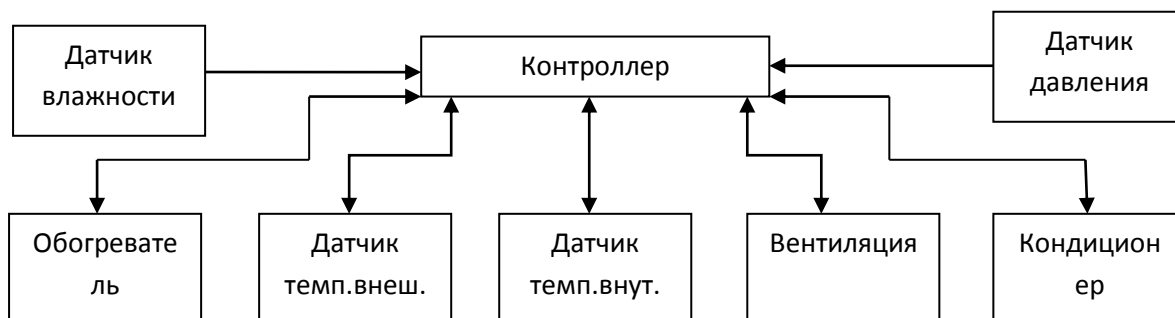 Датчик
влажности
Контроллер
Датчик
давления
Обогревате
ль
Датчик
темп.внеш.
Датчик
темп.внут.
Вентиляция
Кондицион
ер